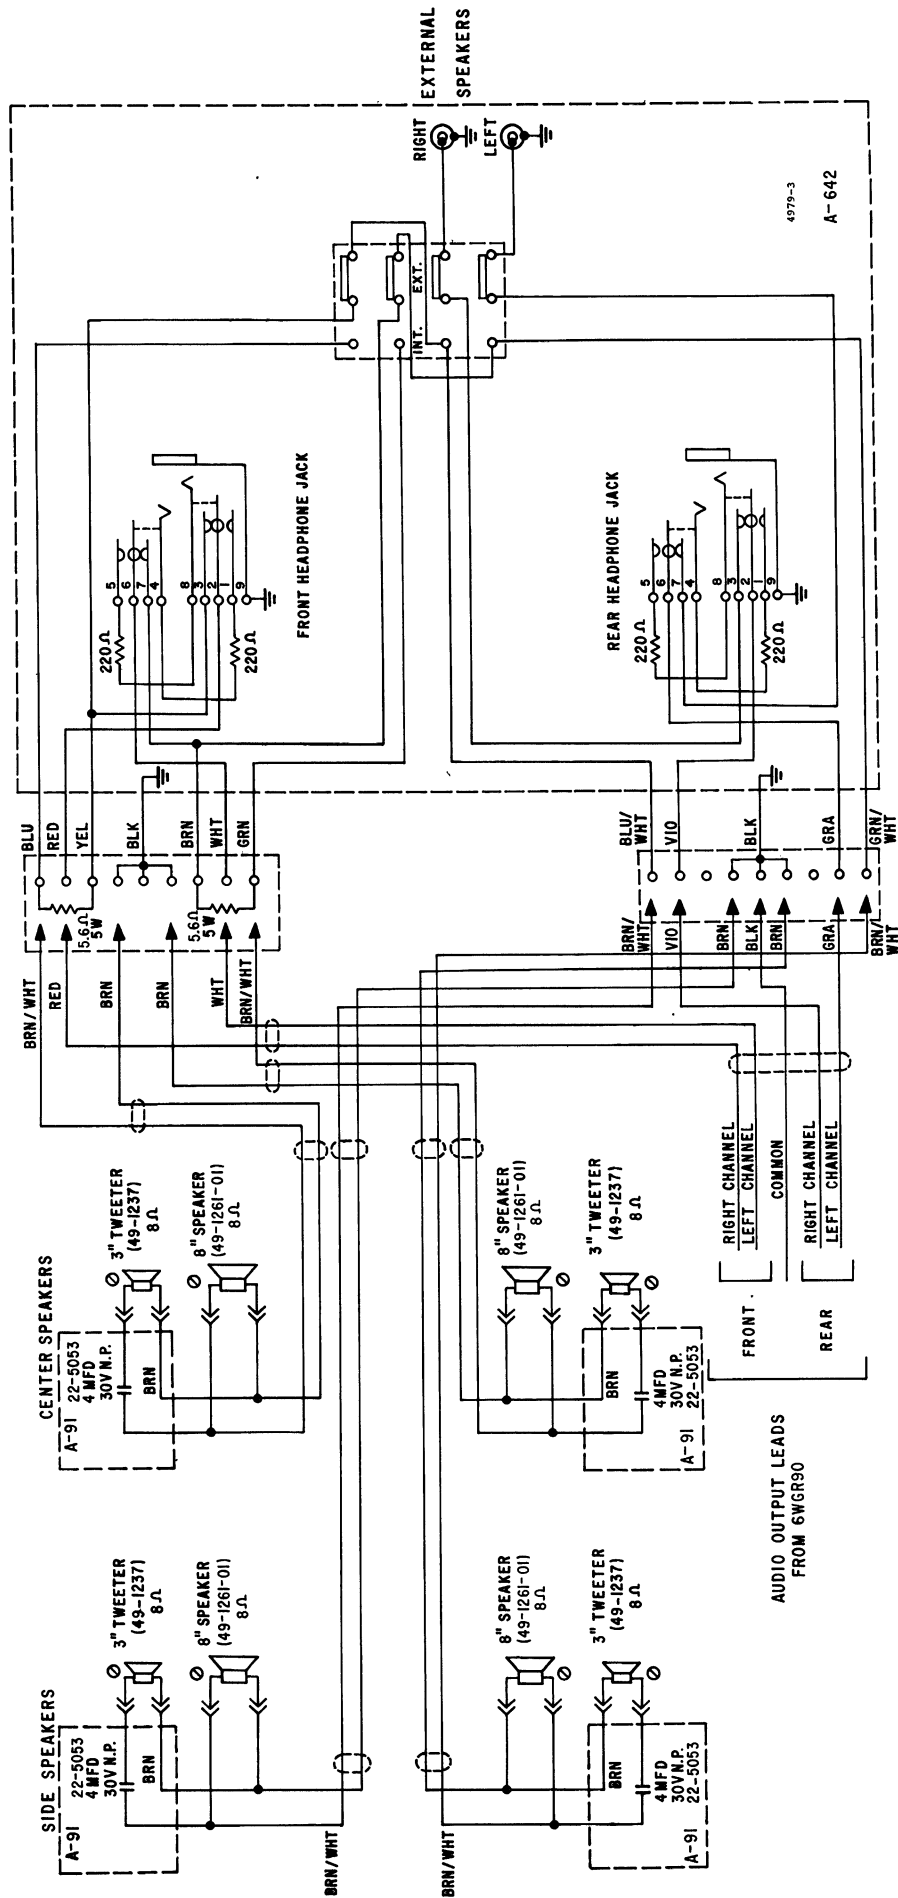 EXTERNAL
SPEAKERS
RIGHT
LEFT
4979-3
A-642
EXT.
INT.
FRONT HEADPHONE JACK
5
6
7
4
8
3
2
1
9
220Ω
220Ω
REAR HEADPHONE JACK
5
6
7
4
8
3
2
1
9
220Ω
220Ω
BLU
RED
YEL
BLK
BRN
WHT
GRN
5.6Ω
5W
5.6Ω
5W
BRN/WHT
RED
BRN
BRN
WHT
BRN/WHT
BLU/
WHT
VIO
BLK
GRA
GRN/
WHT
BRN/
WHT
VIO
BRN
BLK
BRN
GRA
BRN/
WHT
CENTER SPEAKERS
3" TWEETER
(49-1237)
8Ω
8" SPEAKER
(49-1261-01)
8Ω
A-91
22-5053
4 MFD
30V N.P.
BRN
8" SPEAKER
(49-1261-01)
8Ω
3" TWEETER
(49-1237)
8Ω
BRN
4MFD
30V N.P.
22-5053
A-91
RIGHT CHANNEL
LEFT CHANNEL
COMMON
RIGHT CHANNEL
LEFT CHANNEL
FRONT
REAR
AUDIO OUTPUT LEADS
FROM 6WGR90
SIDE SPEAKERS
3" TWEETER
(49-1237)
8Ω
8" SPEAKER
(49-1261-01)
8Ω
A-91
22-5053
4 MFD
30V N.P.
BRN
BRN/WHT
BRN/WHT
8" SPEAKER
(49-1261-01)
8Ω
3" TWEETER
(49-1237)
8Ω
BRN
4MFD
30V N.P.
22-5053
A-91